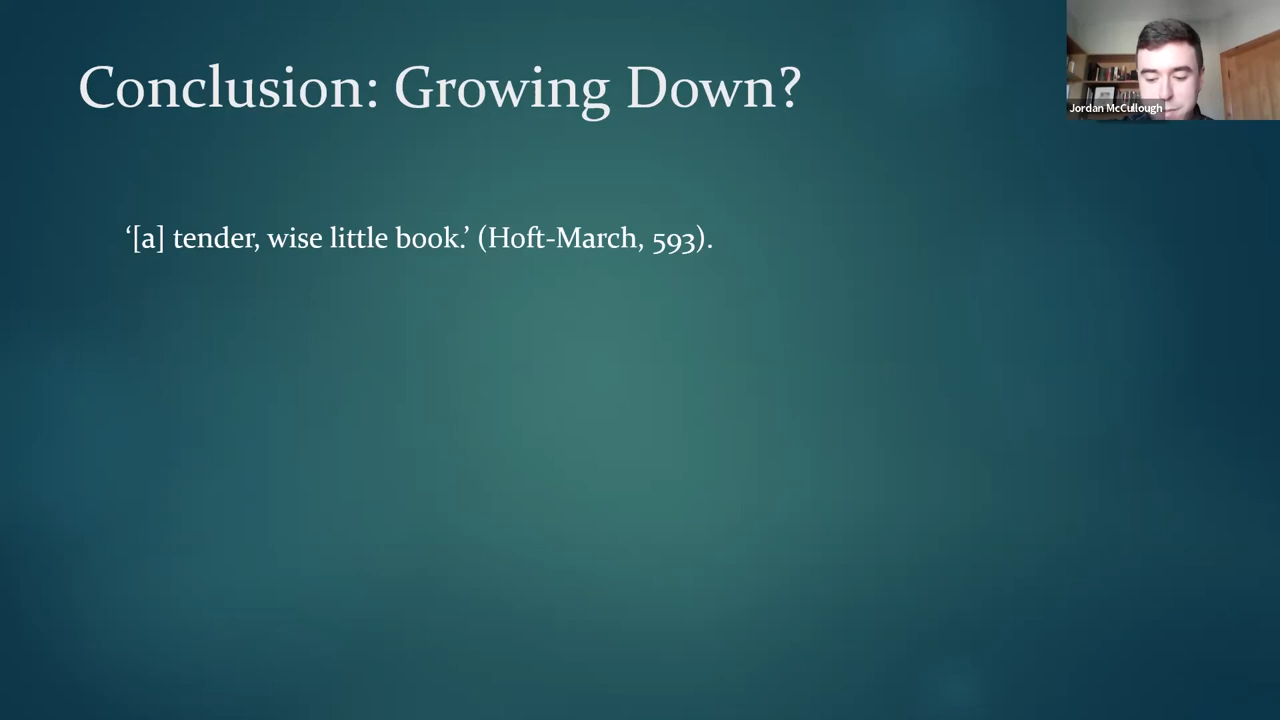 Conclusion: Growing Down?
Jordan McCullough
‘[a] tender, wise little book.’ (Hoft-March, 593).